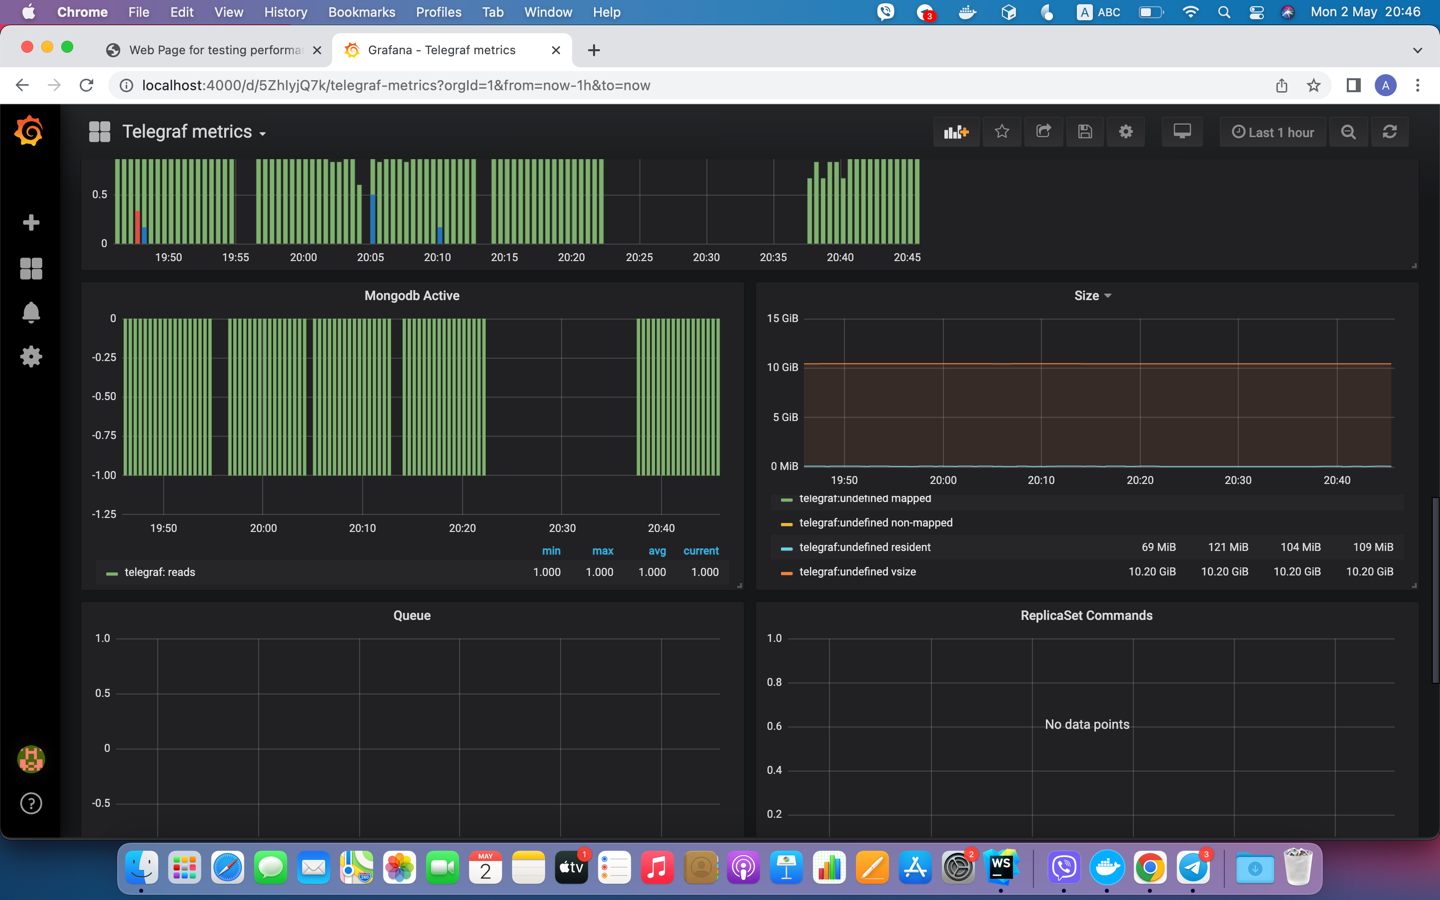 Chrome File Edit View History Bookmarks Profiles Tab Window Help 3 A ABC Mon 2 May 20:46
Web Page for testing performa Grafana - Telegraf metrics
localhost:4000/d/5ZhIyjQ7k/telegraf-metrics?orgId=1&from=now-1h&to=now A
Telegraf metrics Last 1 hour
0.5
0
19:50 19:55 20:00 20:05 20:10 20:15 20:20 20:25 20:30 20:35 20:40 20:45
Mongodb Active
0
-0.25
-0.50
-0.75
-1.00
-1.25
19:50 20:00 20:10 20:20 20:30 20:40
min max avg current
telegraf: reads 1.000 1.000 1.000 1.000
Size
15 GiB
10 GiB
5 GiB
0 MiB
19:50 20:00 20:10 20:20 20:30 20:40
telegraf:undefined mapped
telegraf:undefined non-mapped
telegraf:undefined resident 69 MiB 121 MiB 104 MiB 109 MiB
telegraf:undefined vsize 10.20 GiB 10.20 GiB 10.20 GiB 10.20 GiB
Queue
1.0
0.5
0
-0.5
ReplicaSet Commands
1.0
0.8
0.6
0.4
0.2
No data points
MAY
2
tv
1
2
WS
3